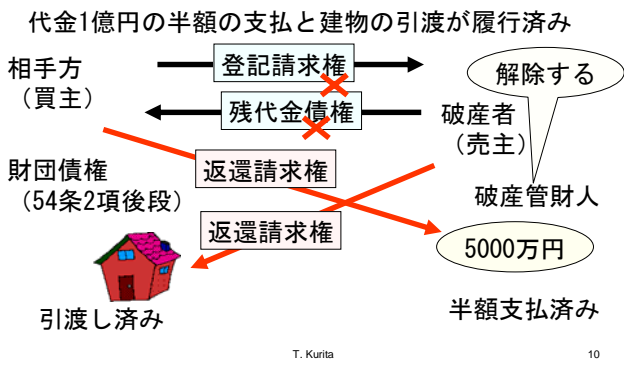 代金1億円の半額の支払と建物の引渡が履行済み
相手方
（買主）
登記請求権
残代金債権
解除する
破産者
（売主）
破産管財人
財団債権
（54条2項後段）
返還請求権
返還請求権
5000万円
引渡し済み
半額支払済み
T. Kurita
10